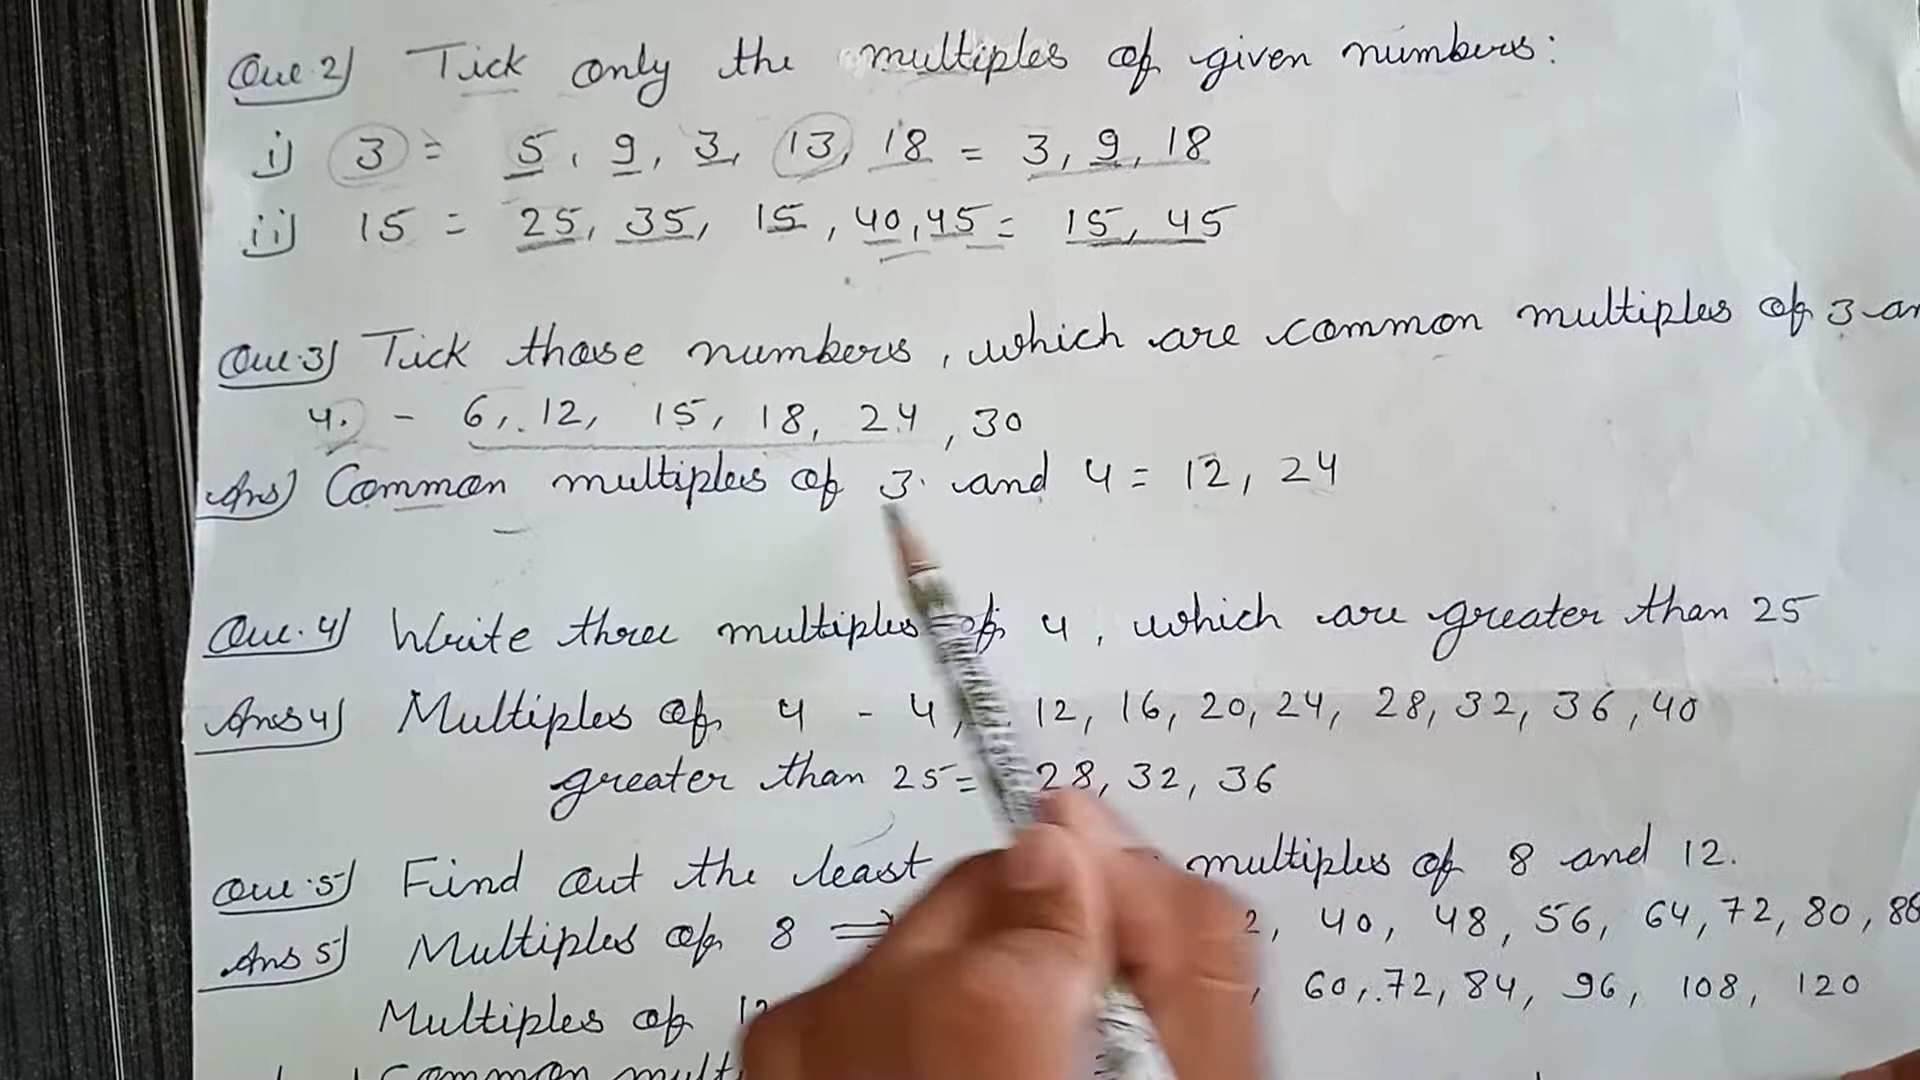 Que.2) Tick only the multiples of given numbers:
i) 3 = 5, 9, 3, 13, 18 = 3, 9, 18
ii) 15 = 25, 35, 15, 40, 45 = 15, 45
Que.3) Tick those numbers, which are common multiples of 3
4. - 6, 12, 15, 18, 24, 30
Ans) Common multiples of 3 and 4 = 12, 24
Que.4) Write three multiples of 4, which are greater than 25
Ans 4) Multiples of 4 - 4, 12, 16, 20, 24, 28, 32, 36, 40
greater than 25 = 28, 32, 36
Que.5) Find out the least multiples of 8 and 12.
Ans 5) Multiples of 8 ⇒ 40, 48, 56, 64, 72, 80, 88
Multiples of 60, 72, 84, 96, 108, 120
Common